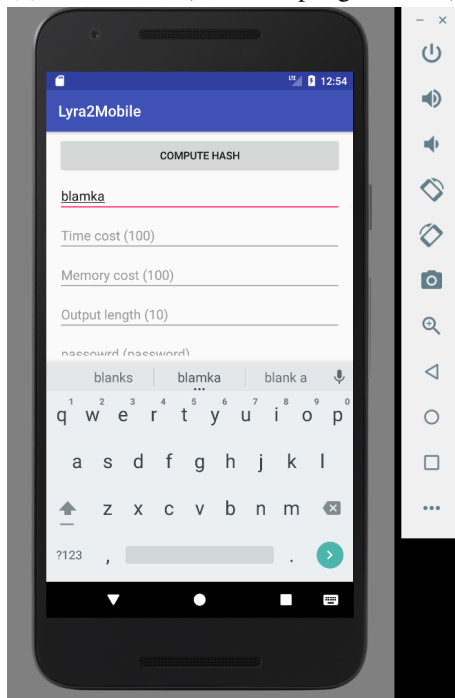 LTE 12:54
Lyra2Mobile
COMPUTE HASH
blamka
Time cost (100)
Memory cost (100)
Output length (10)
passowrd (password)
blanks blamka blank a
1 2 3 4 5 6 7 8 9 0
q w e r t y u i o p
a s d f g h j k l
z x c v b n m
?123 , .